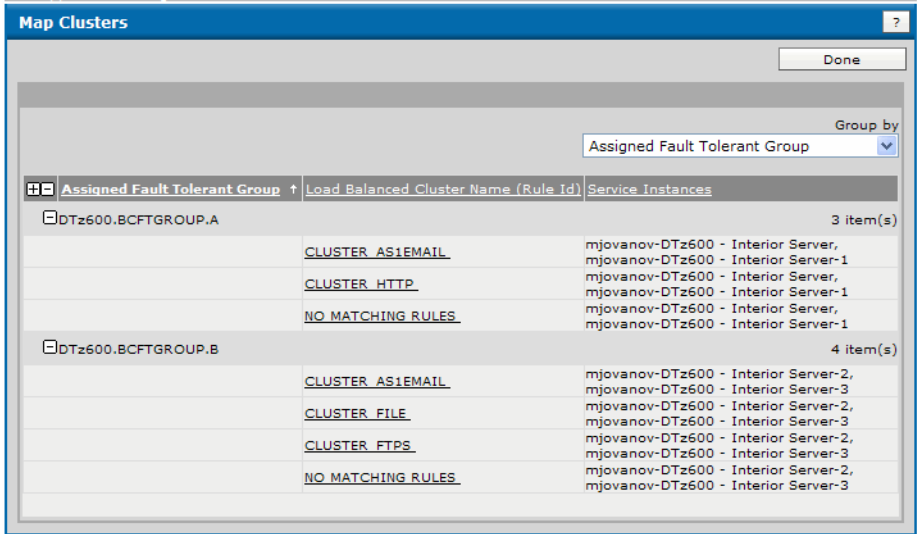 Map Clusters
?
Done
Group by
Assigned Fault Tolerant Group
Assigned Fault Tolerant Group ↑ Load Balanced Cluster Name (Rule Id) Service Instances
DTz600.BCFTGROUP.A 3 item(s)
CLUSTER_AS1EMAIL mjovanov-DTz600 - Interior Server,
mjovanov-DTz600 - Interior Server-1
CLUSTER_HTTP mjovanov-DTz600 - Interior Server,
mjovanov-DTz600 - Interior Server-1
NO MATCHING RULES mjovanov-DTz600 - Interior Server,
mjovanov-DTz600 - Interior Server-1
DTz600.BCFTGROUP.B 4 item(s)
CLUSTER_AS1EMAIL mjovanov-DTz600 - Interior Server-2,
mjovanov-DTz600 - Interior Server-3
CLUSTER_FILE mjovanov-DTz600 - Interior Server-2,
mjovanov-DTz600 - Interior Server-3
CLUSTER_FTPS mjovanov-DTz600 - Interior Server-2,
mjovanov-DTz600 - Interior Server-3
NO MATCHING RULES mjovanov-DTz600 - Interior Server-2,
mjovanov-DTz600 - Interior Server-3